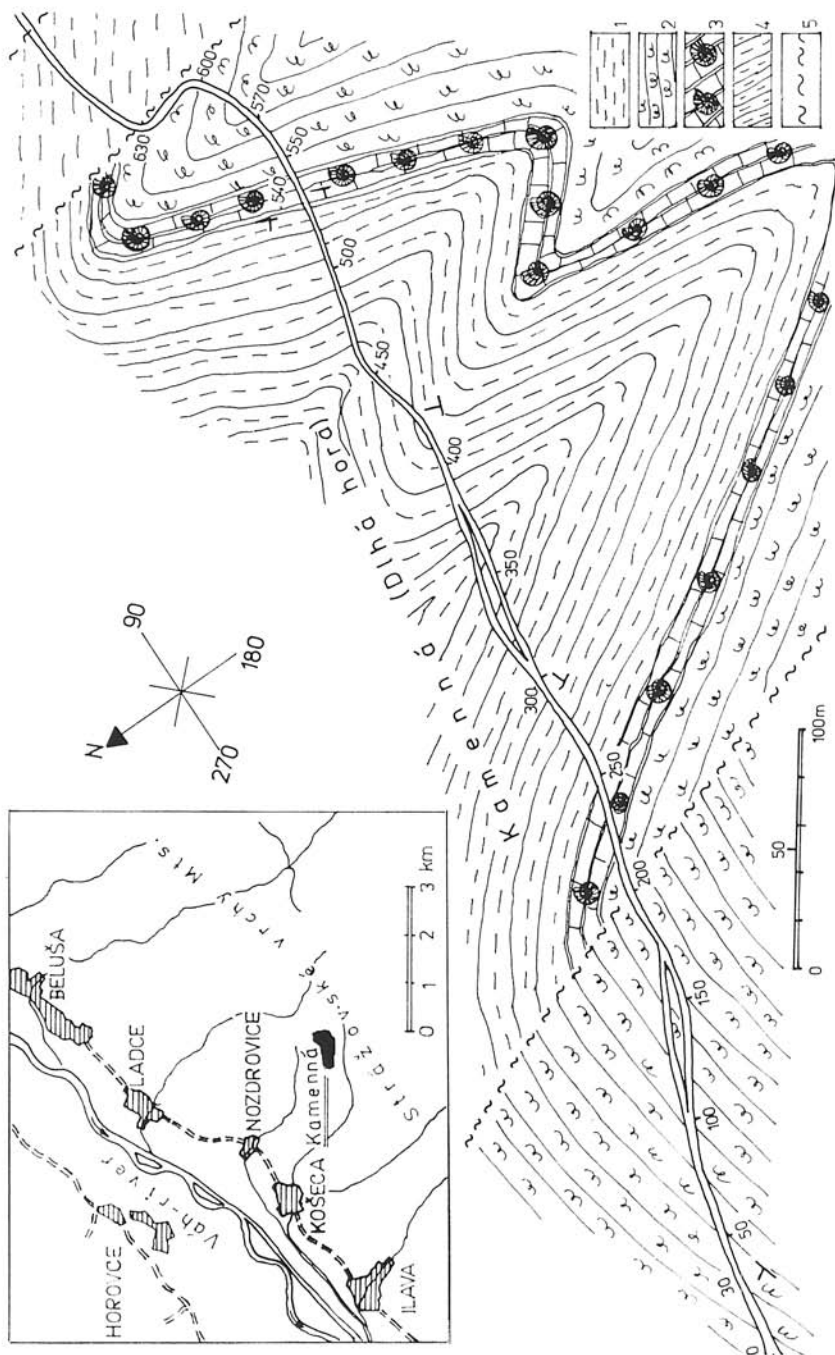 HOROVCE
BELUŠA
Váh-river
LADCE
NOZDROVICE
KOŠECA
Kamenná
ILAVA
Strážovské vrchy Mts.
0 1 2 3 km
N
90
180
270
Kamenná v. (Dlhá hora)
0
30
50
100
150
200
250
300
350
400
450
500
540
550
570
600
630
0 50 100m
1
2
3
4
5